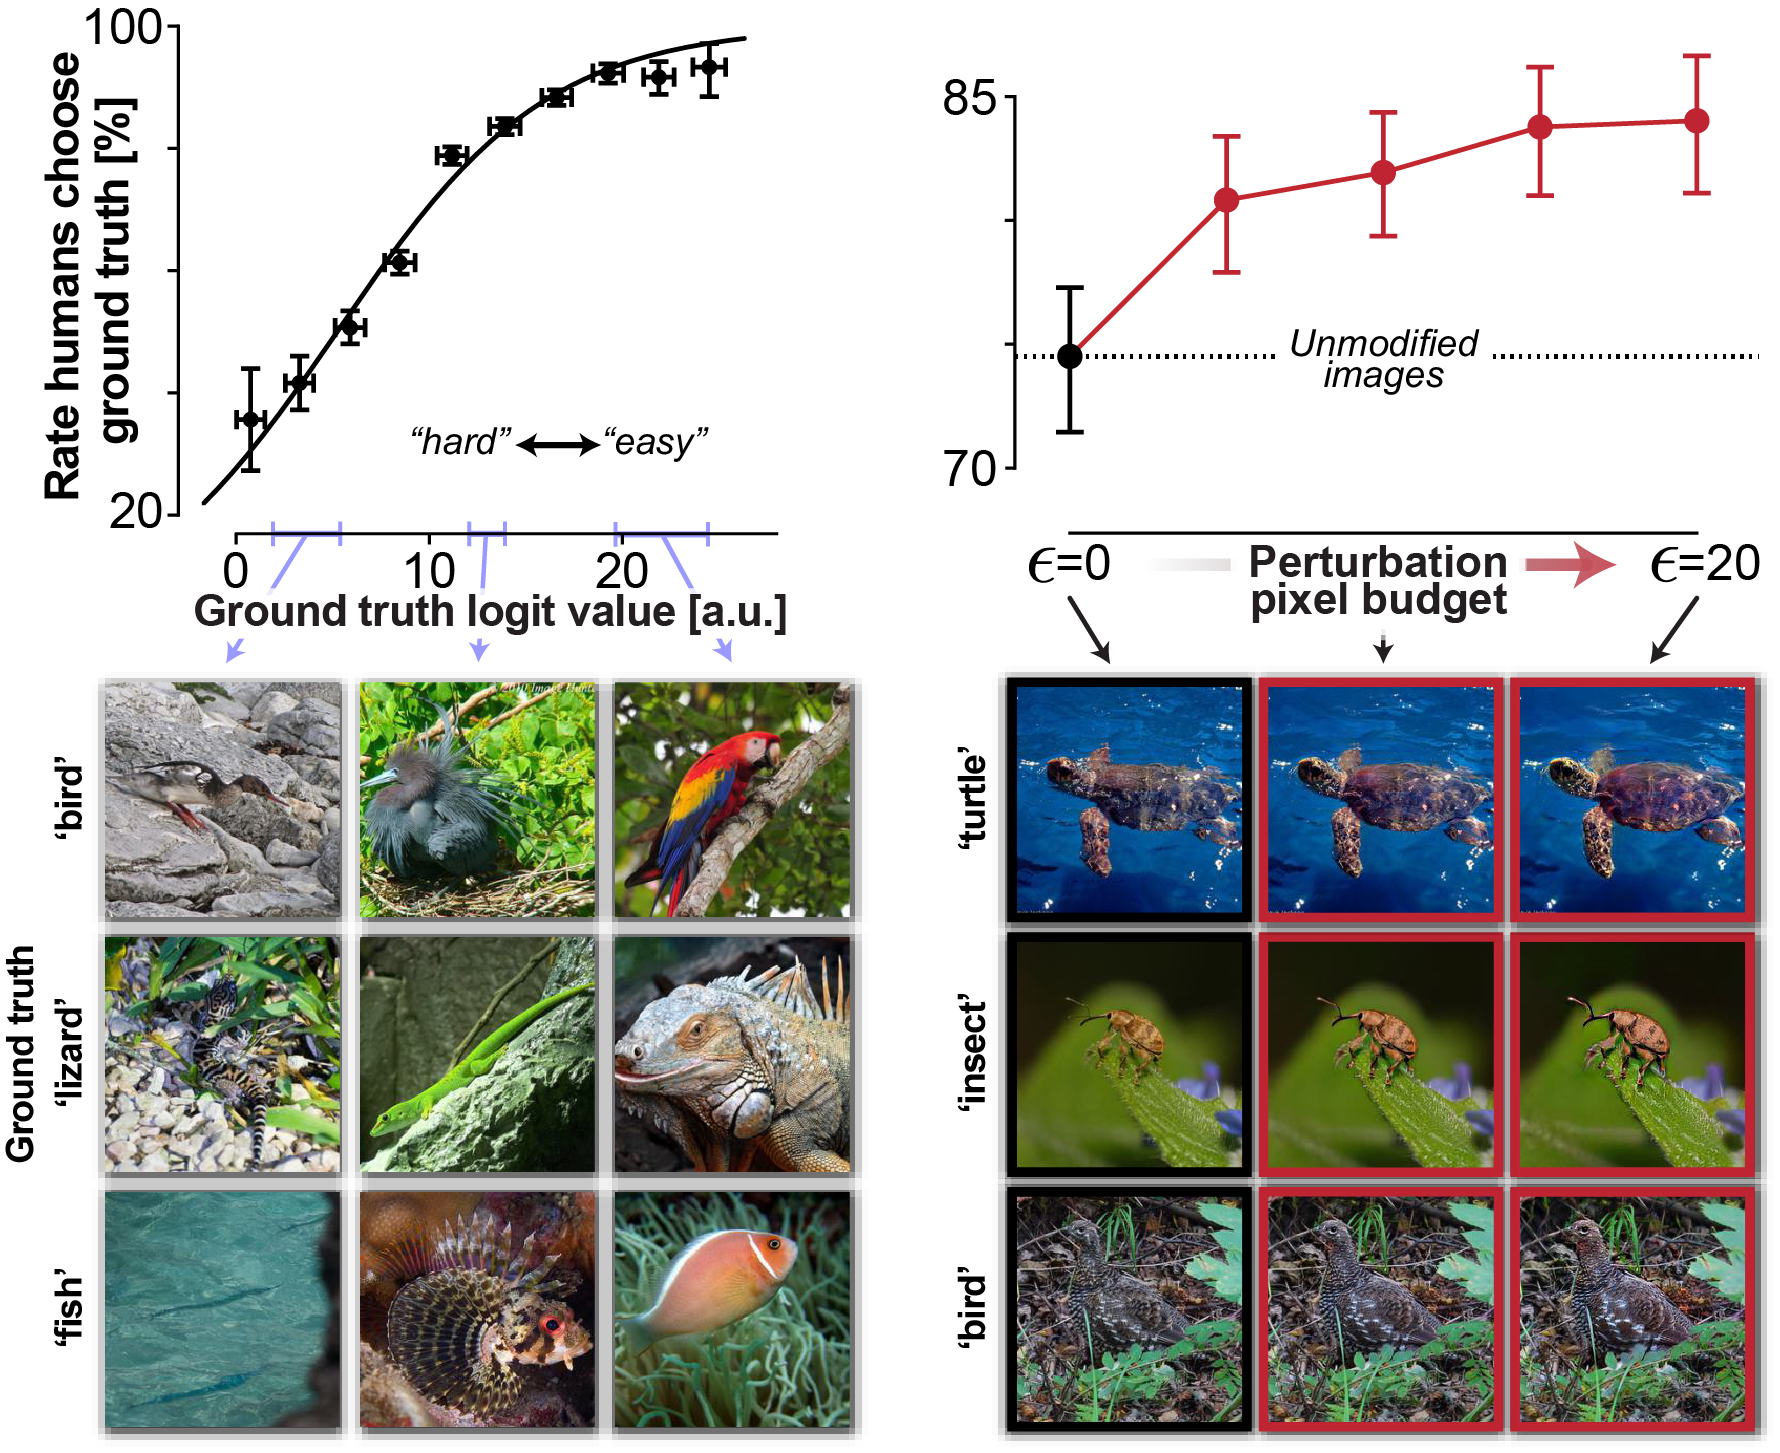 100
Rate humans choose
ground truth [%]
20
“hard” “easy”
0 10 20
Ground truth logit value [a.u.]
85
70
Unmodified
images
ϵ=0
Perturbation
pixel budget
ϵ=20
Ground truth
‘bird’
‘lizard’
‘fish’
‘turtle’
‘insect’
‘bird’